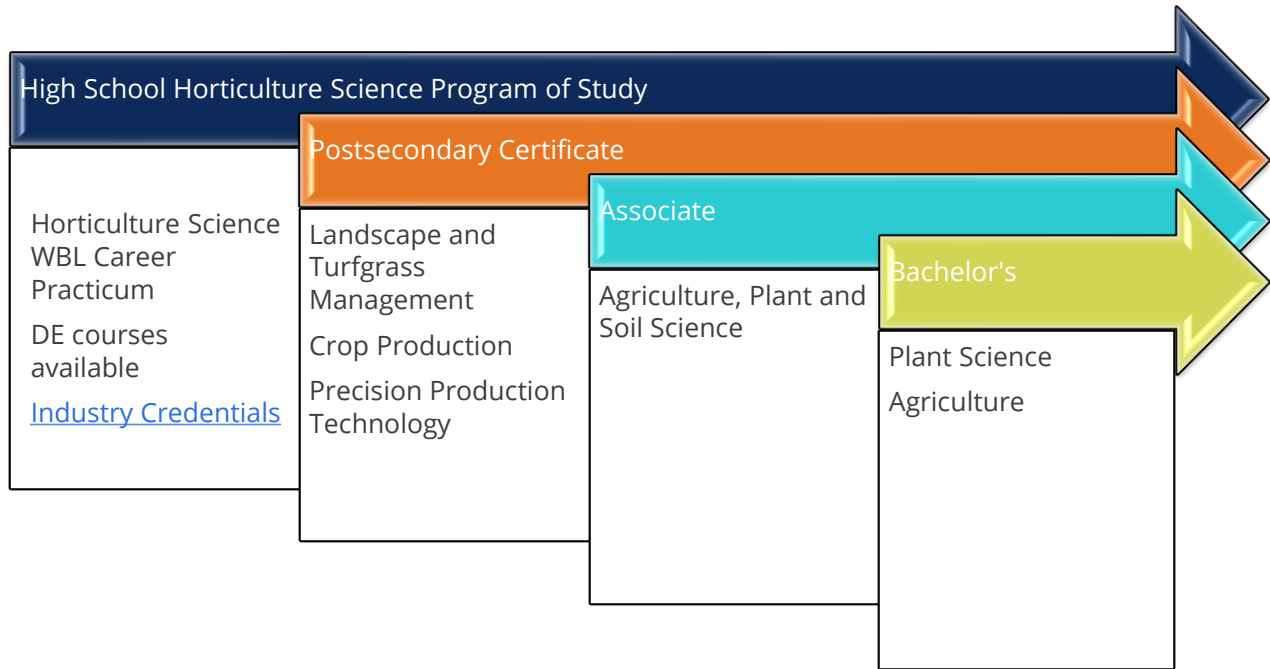 High School Horticulture Science Program of Study
Horticulture Science
WBL Career
Practicum
DE courses
available
Industry Credentials
Postsecondary Certificate
Landscape and
Turfgrass
Management
Crop Production
Precision Production
Technology
Associate
Agriculture, Plant and
Soil Science
Bachelor's
Plant Science
Agriculture